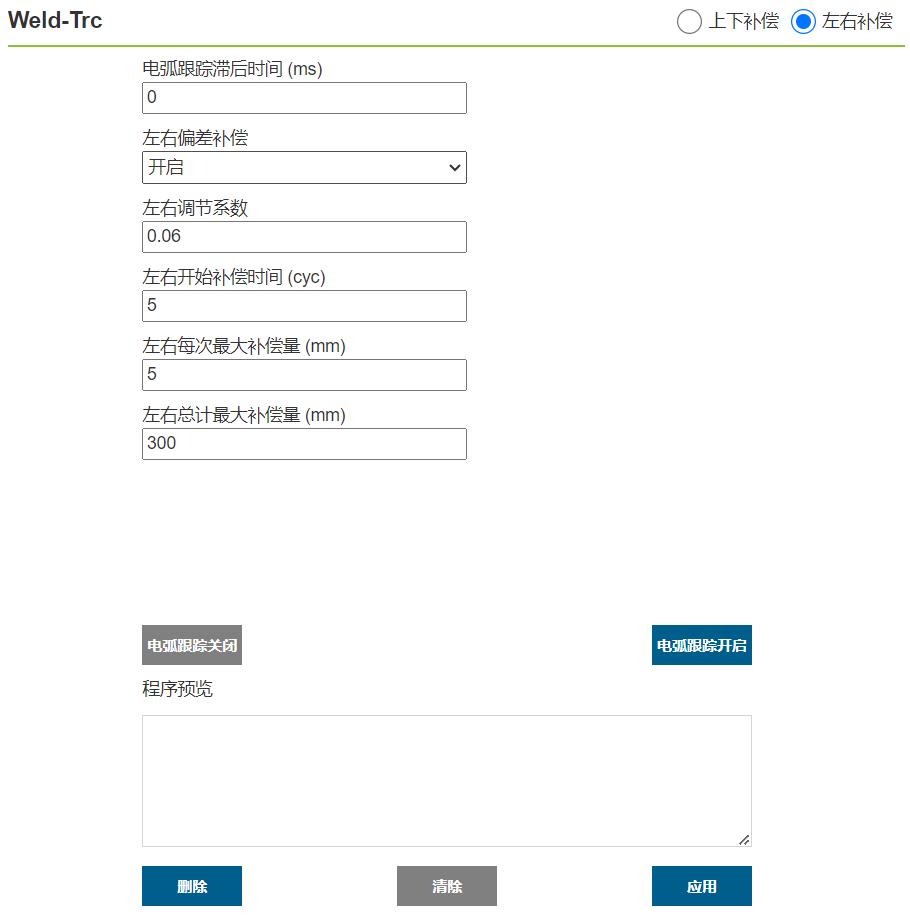 Weld-Trc
上下补偿 左右补偿
电弧跟踪滞后时间 (ms)
0
左右偏差补偿
开启
左右调节系数
0.06
左右开始补偿时间 (cyc)
5
左右每次最大补偿量 (mm)
5
左右总计最大补偿量 (mm)
300
电弧跟踪关闭 电弧跟踪开启
程序预览
删除 清除 应用